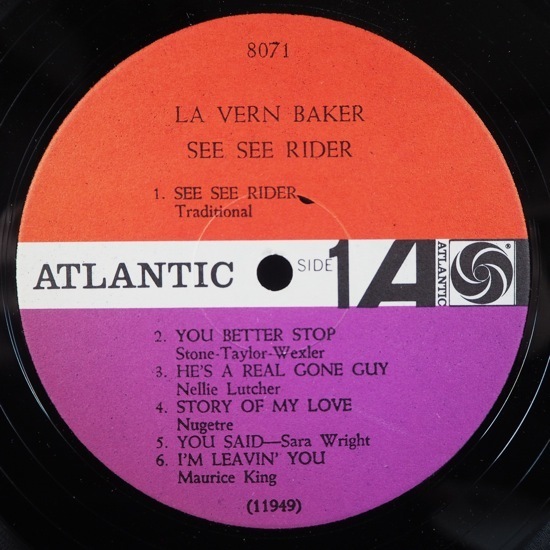 8071
LA VERN BAKER
SEE SEE RIDER
1. SEE SEE RIDER
Traditional
ATLANTIC
SIDE 1
A
ATLANTIC
®
2. YOU BETTER STOP
Stone-Taylor-Wexler
3. HE'S A REAL GONE GUY
Nellie Lutcher
4. STORY OF MY LOVE
Nugetre
5. YOU SAID—Sara Wright
6. I'M LEAVIN' YOU
Maurice King
(11949)